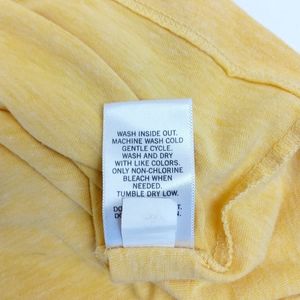 WASH INSIDE OUT.
MACHINE WASH COLD
GENTLE CYCLE.
WASH AND DRY
WITH LIKE COLORS.
ONLY NON-CHLORINE
BLEACH WHEN
NEEDED.
TUMBLE DRY LOW.